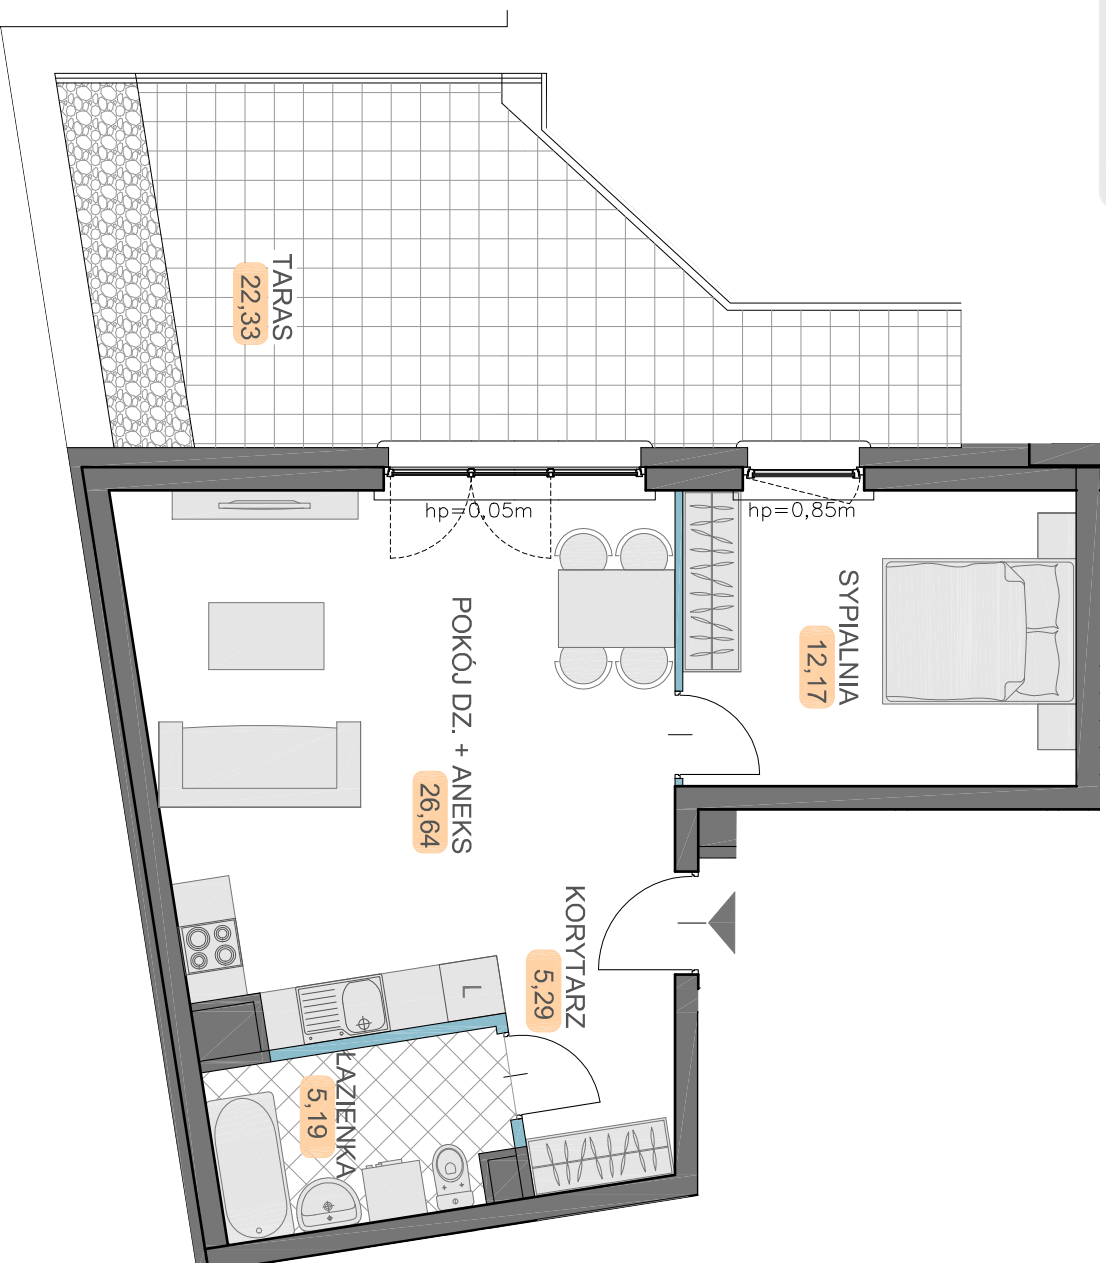 TARAS
22,33
hp=0,05m
hp=0,85m
SYPIALNIA
12,17
POKÓJ DZ. + ANEKS
26,64
KORYTARZ
5,29
L
ŁAZIENKA
5,19